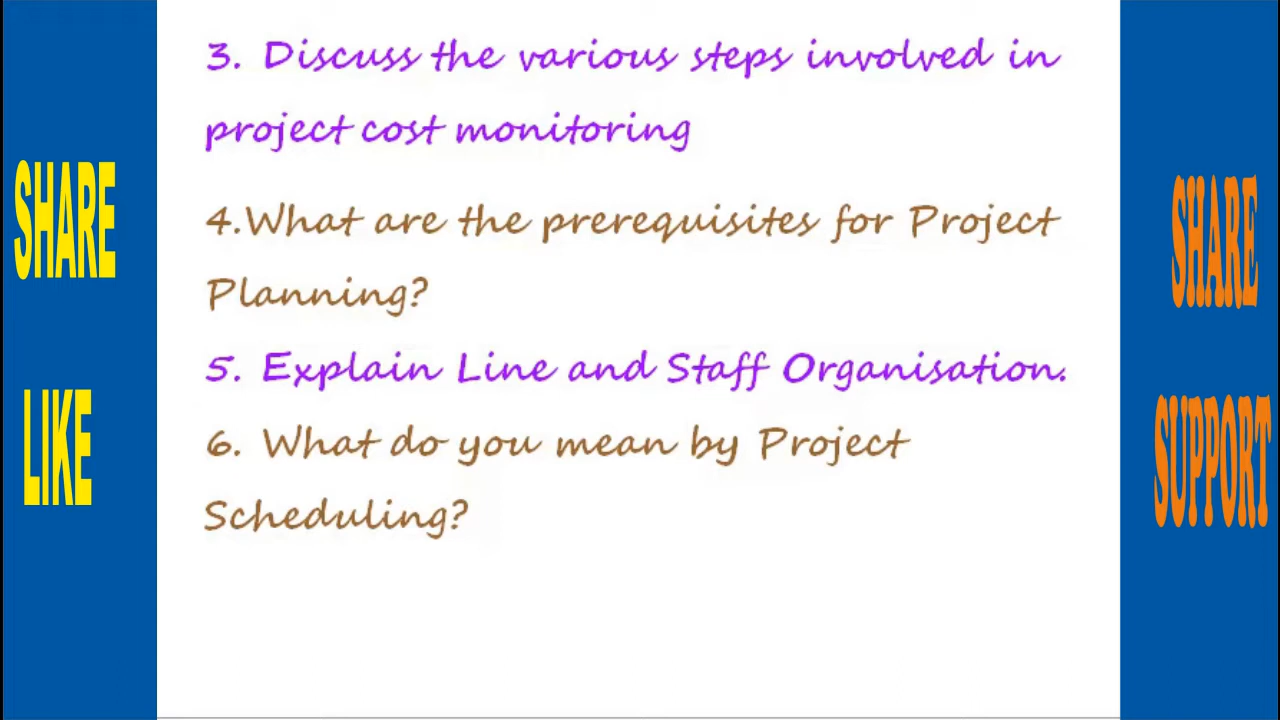 3. Discuss the various steps involved in
project cost monitoring
4.What are the prerequisites for Project
Planning?
5. Explain Line and Staff Organisation.
6. What do you mean by Project
Scheduling?
SHARE
LIKE
SHARE
SUPPORT